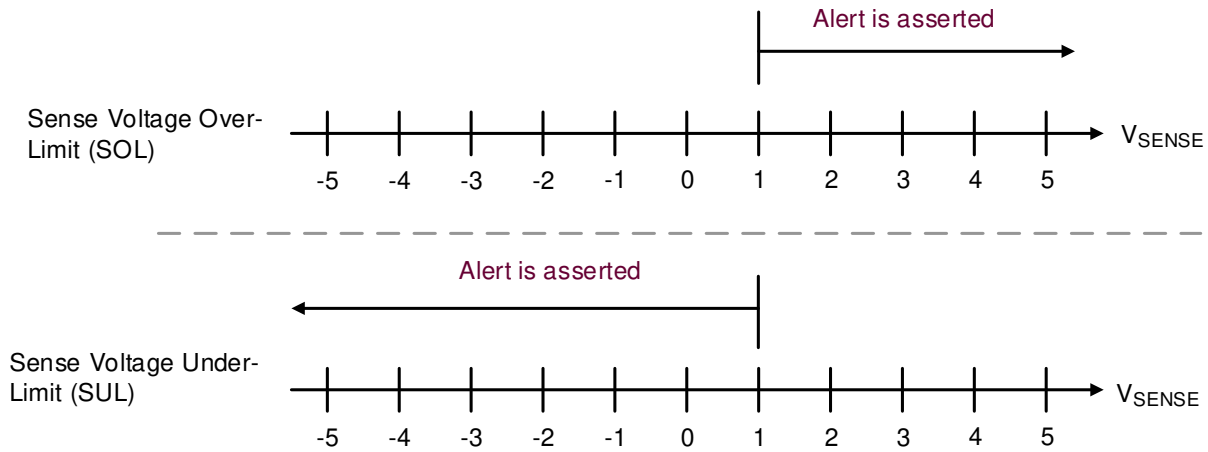 Alert is asserted
Sense Voltage Over-
Limit (SOL)
VSENSE
-5 -4 -3 -2 -1 0 1 2 3 4 5
Alert is asserted
Sense Voltage Under-
Limit (SUL)
VSENSE
-5 -4 -3 -2 -1 0 1 2 3 4 5